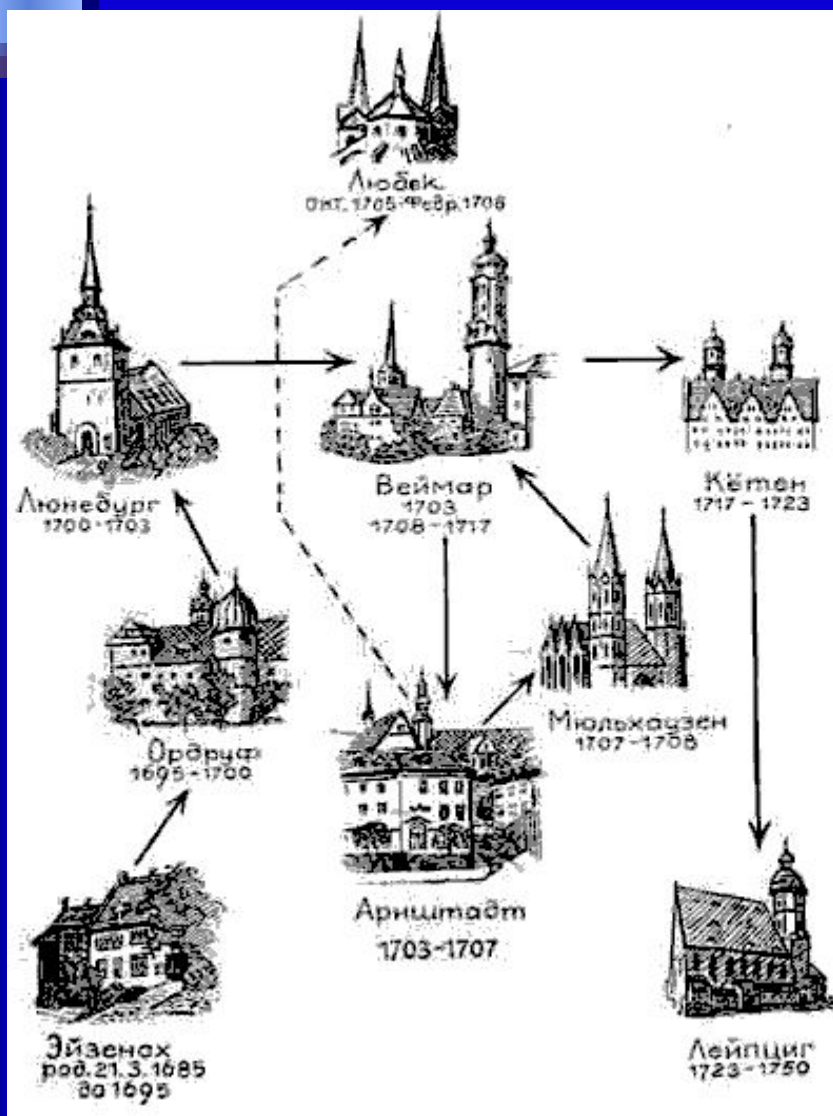 Любек
окт. 1705-Февр. 1706
Люнебург
1700-1703
Веймар
1703
1708-1717
Кётен
1717-1723
Ордруф
1695-1700
Мюльхаузен
1707-1708
Арнштадт
1703-1707
Эйзенах
род. 21.3.1685
до 1695
Лейпциг
1723-1750